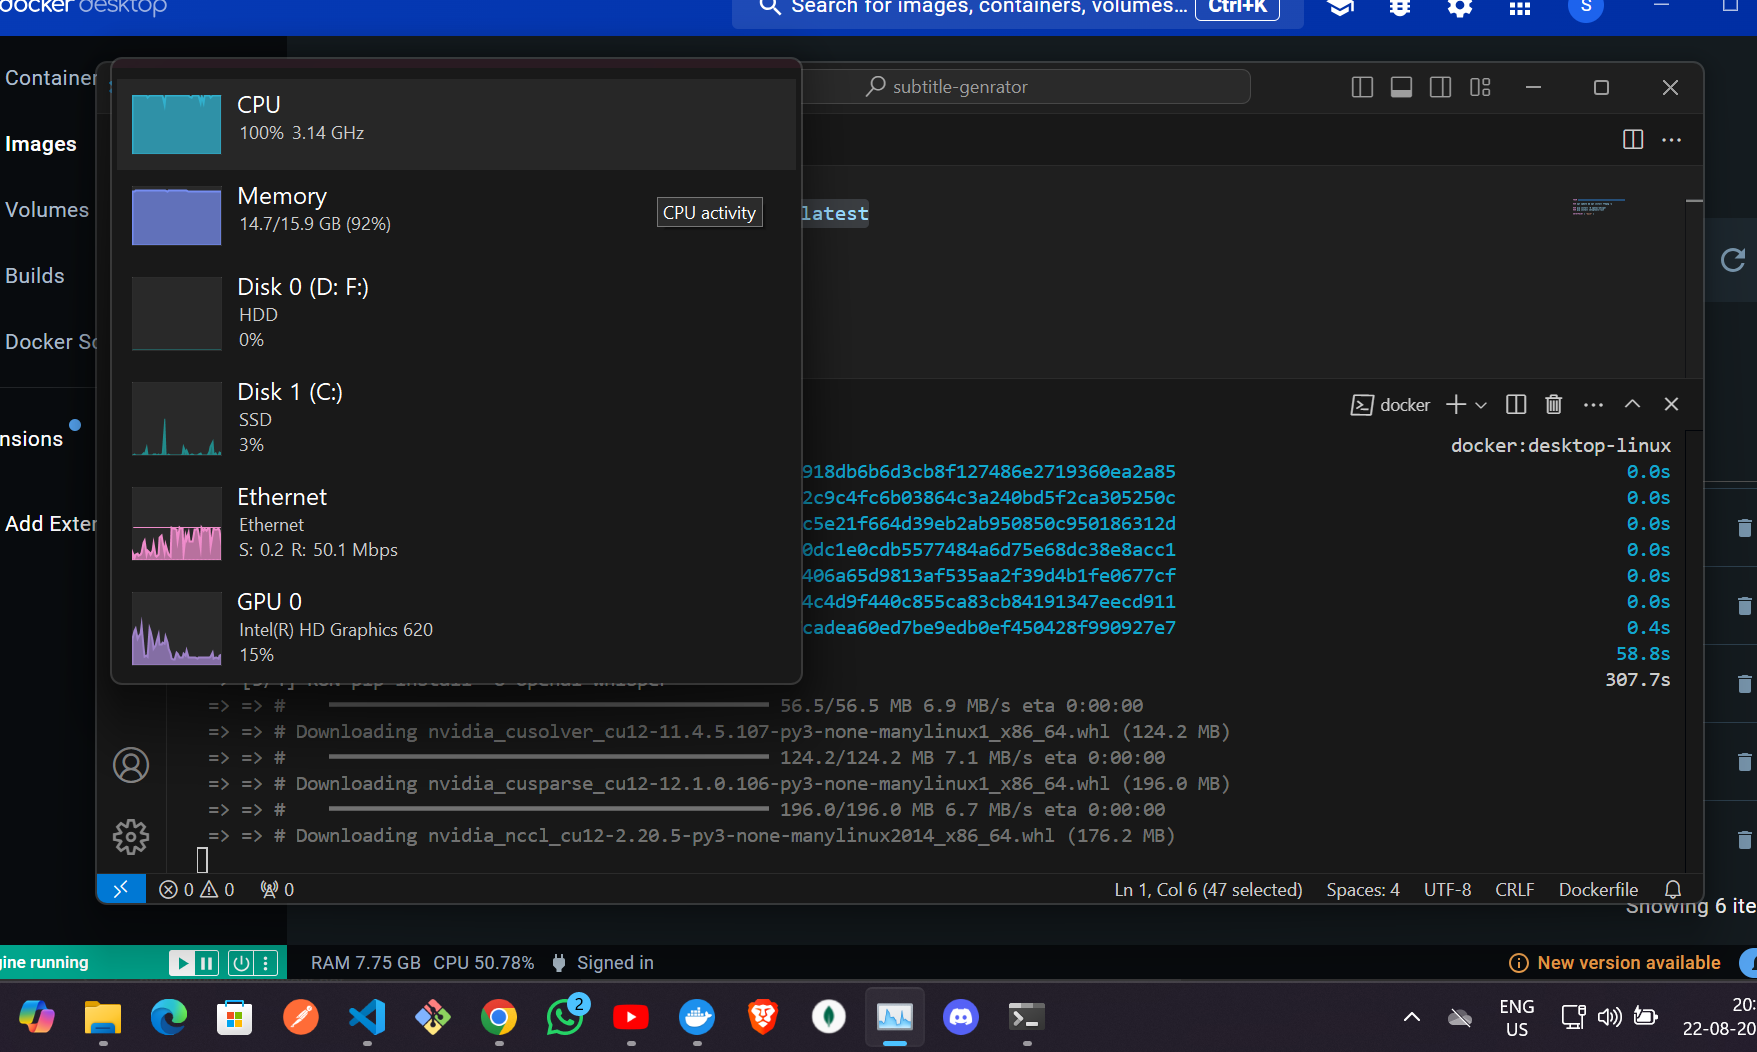 docker desktop
Search for images, containers, volumes...
Ctrl+K
S
Container
Images
Volumes
Builds
Docker Sc
nsions
Add Exter
CPU
100% 3.14 GHz
Memory
14.7/15.9 GB (92%)
CPU activity
Disk 0 (D: F:)
HDD
0%
Disk 1 (C:)
SSD
3%
Ethernet
Ethernet
S: 0.2 R: 50.1 Mbps
GPU 0
Intel(R) HD Graphics 620
15%
subtitle-genrator
latest
docker
docker:desktop-linux
918db6b6d3cb8f127486e2719360ea2a85 0.0s
2c9c4fc6b03864c3a240bd5f2ca305250c 0.0s
c5e21f664d39eb2ab950850c950186312d 0.0s
0dc1e0cdb5577484a6d75e68dc38e8acc1 0.0s
406a65d9813af535aa2f39d4b1fe0677cf 0.0s
4c4d9f440c855ca83cb84191347eecd911 0.0s
cadea60ed7be9edb0ef450428f990927e7 0.4s
58.8s
307.7s
=> => # 56.5/56.5 MB 6.9 MB/s eta 0:00:00
=> => # Downloading nvidia_cusolver_cu12-11.4.5.107-py3-none-manylinux1_x86_64.whl (124.2 MB)
=> => # 124.2/124.2 MB 7.1 MB/s eta 0:00:00
=> => # Downloading nvidia_cusparse_cu12-12.1.0.106-py3-none-manylinux1_x86_64.whl (196.0 MB)
=> => # 196.0/196.0 MB 6.7 MB/s eta 0:00:00
=> => # Downloading nvidia_nccl_cu12-2.20.5-py3-none-manylinux2014_x86_64.whl (176.2 MB)
0 0 0
Ln 1, Col 6 (47 selected) Spaces: 4 UTF-8 CRLF Dockerfile
Showing 6 ite
gine running
RAM 7.75 GB CPU 50.78% Signed in
New version available
2
ENG
US
20:
22-08-20